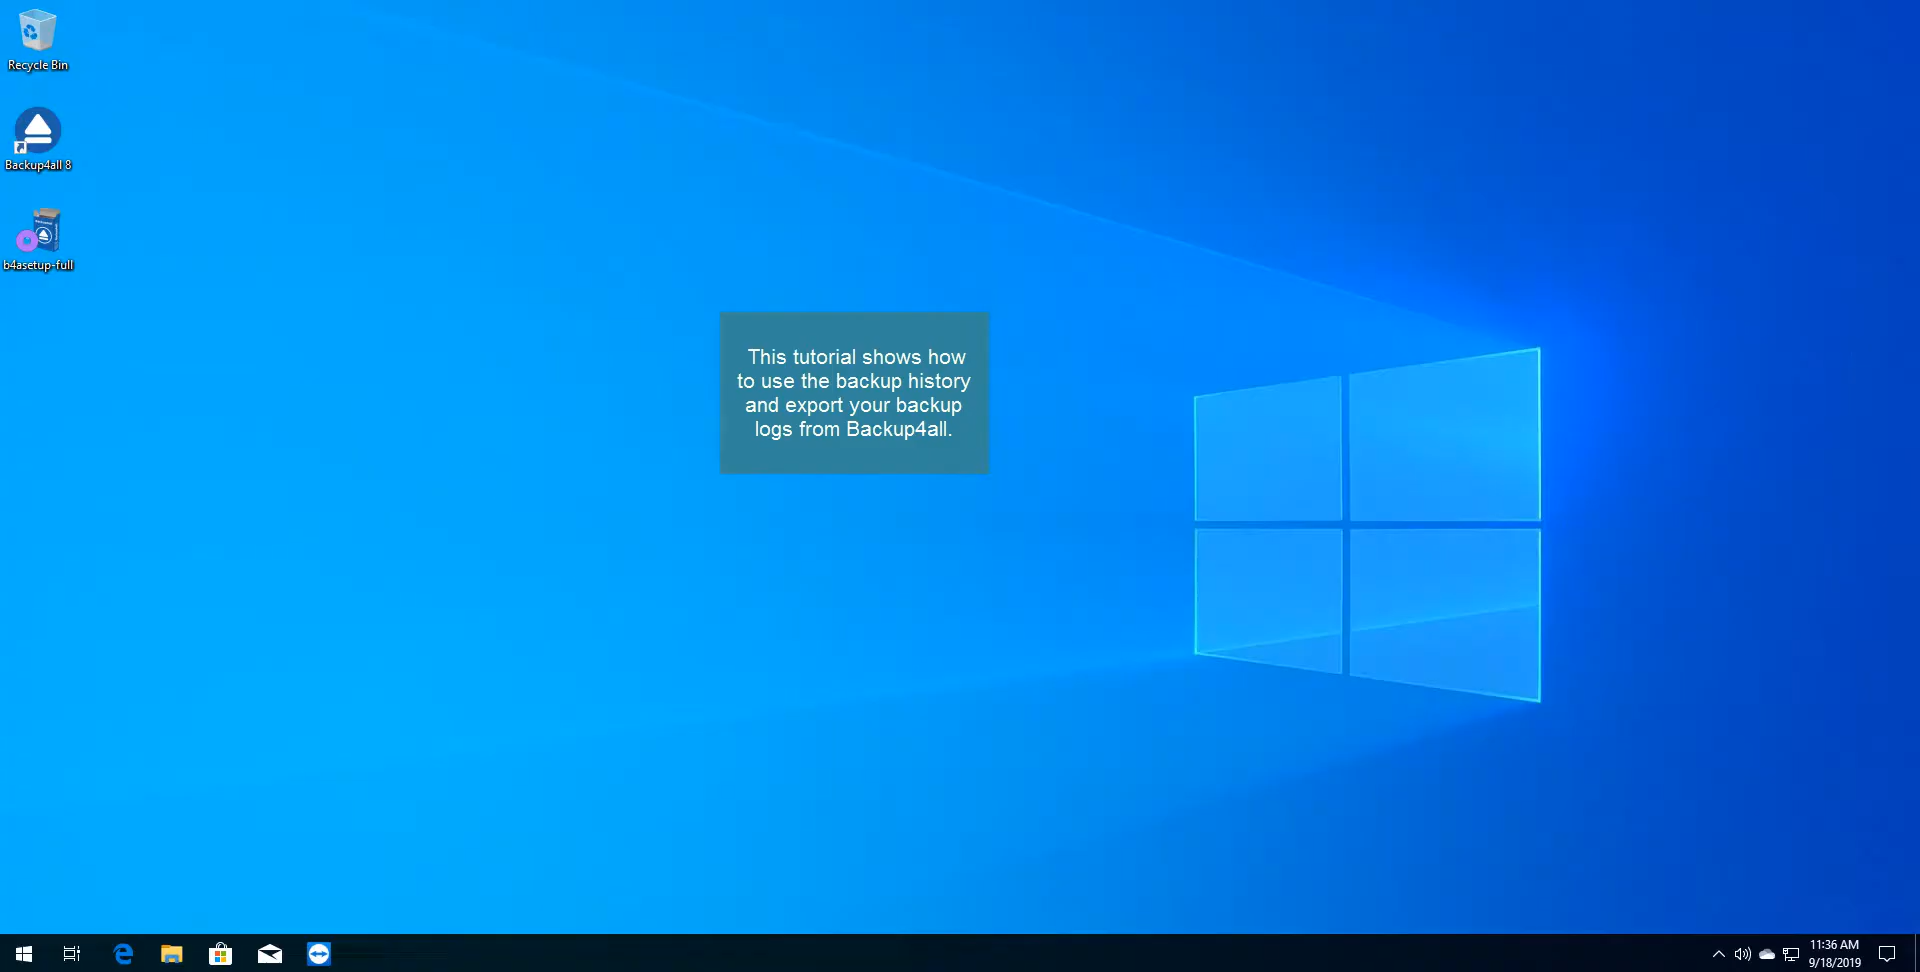 Recycle Bin
Backup4all 8
b4asetup-full
This tutorial shows how
to use the backup history
and export your backup
logs from Backup4all.
11:36 AM
9/18/2019